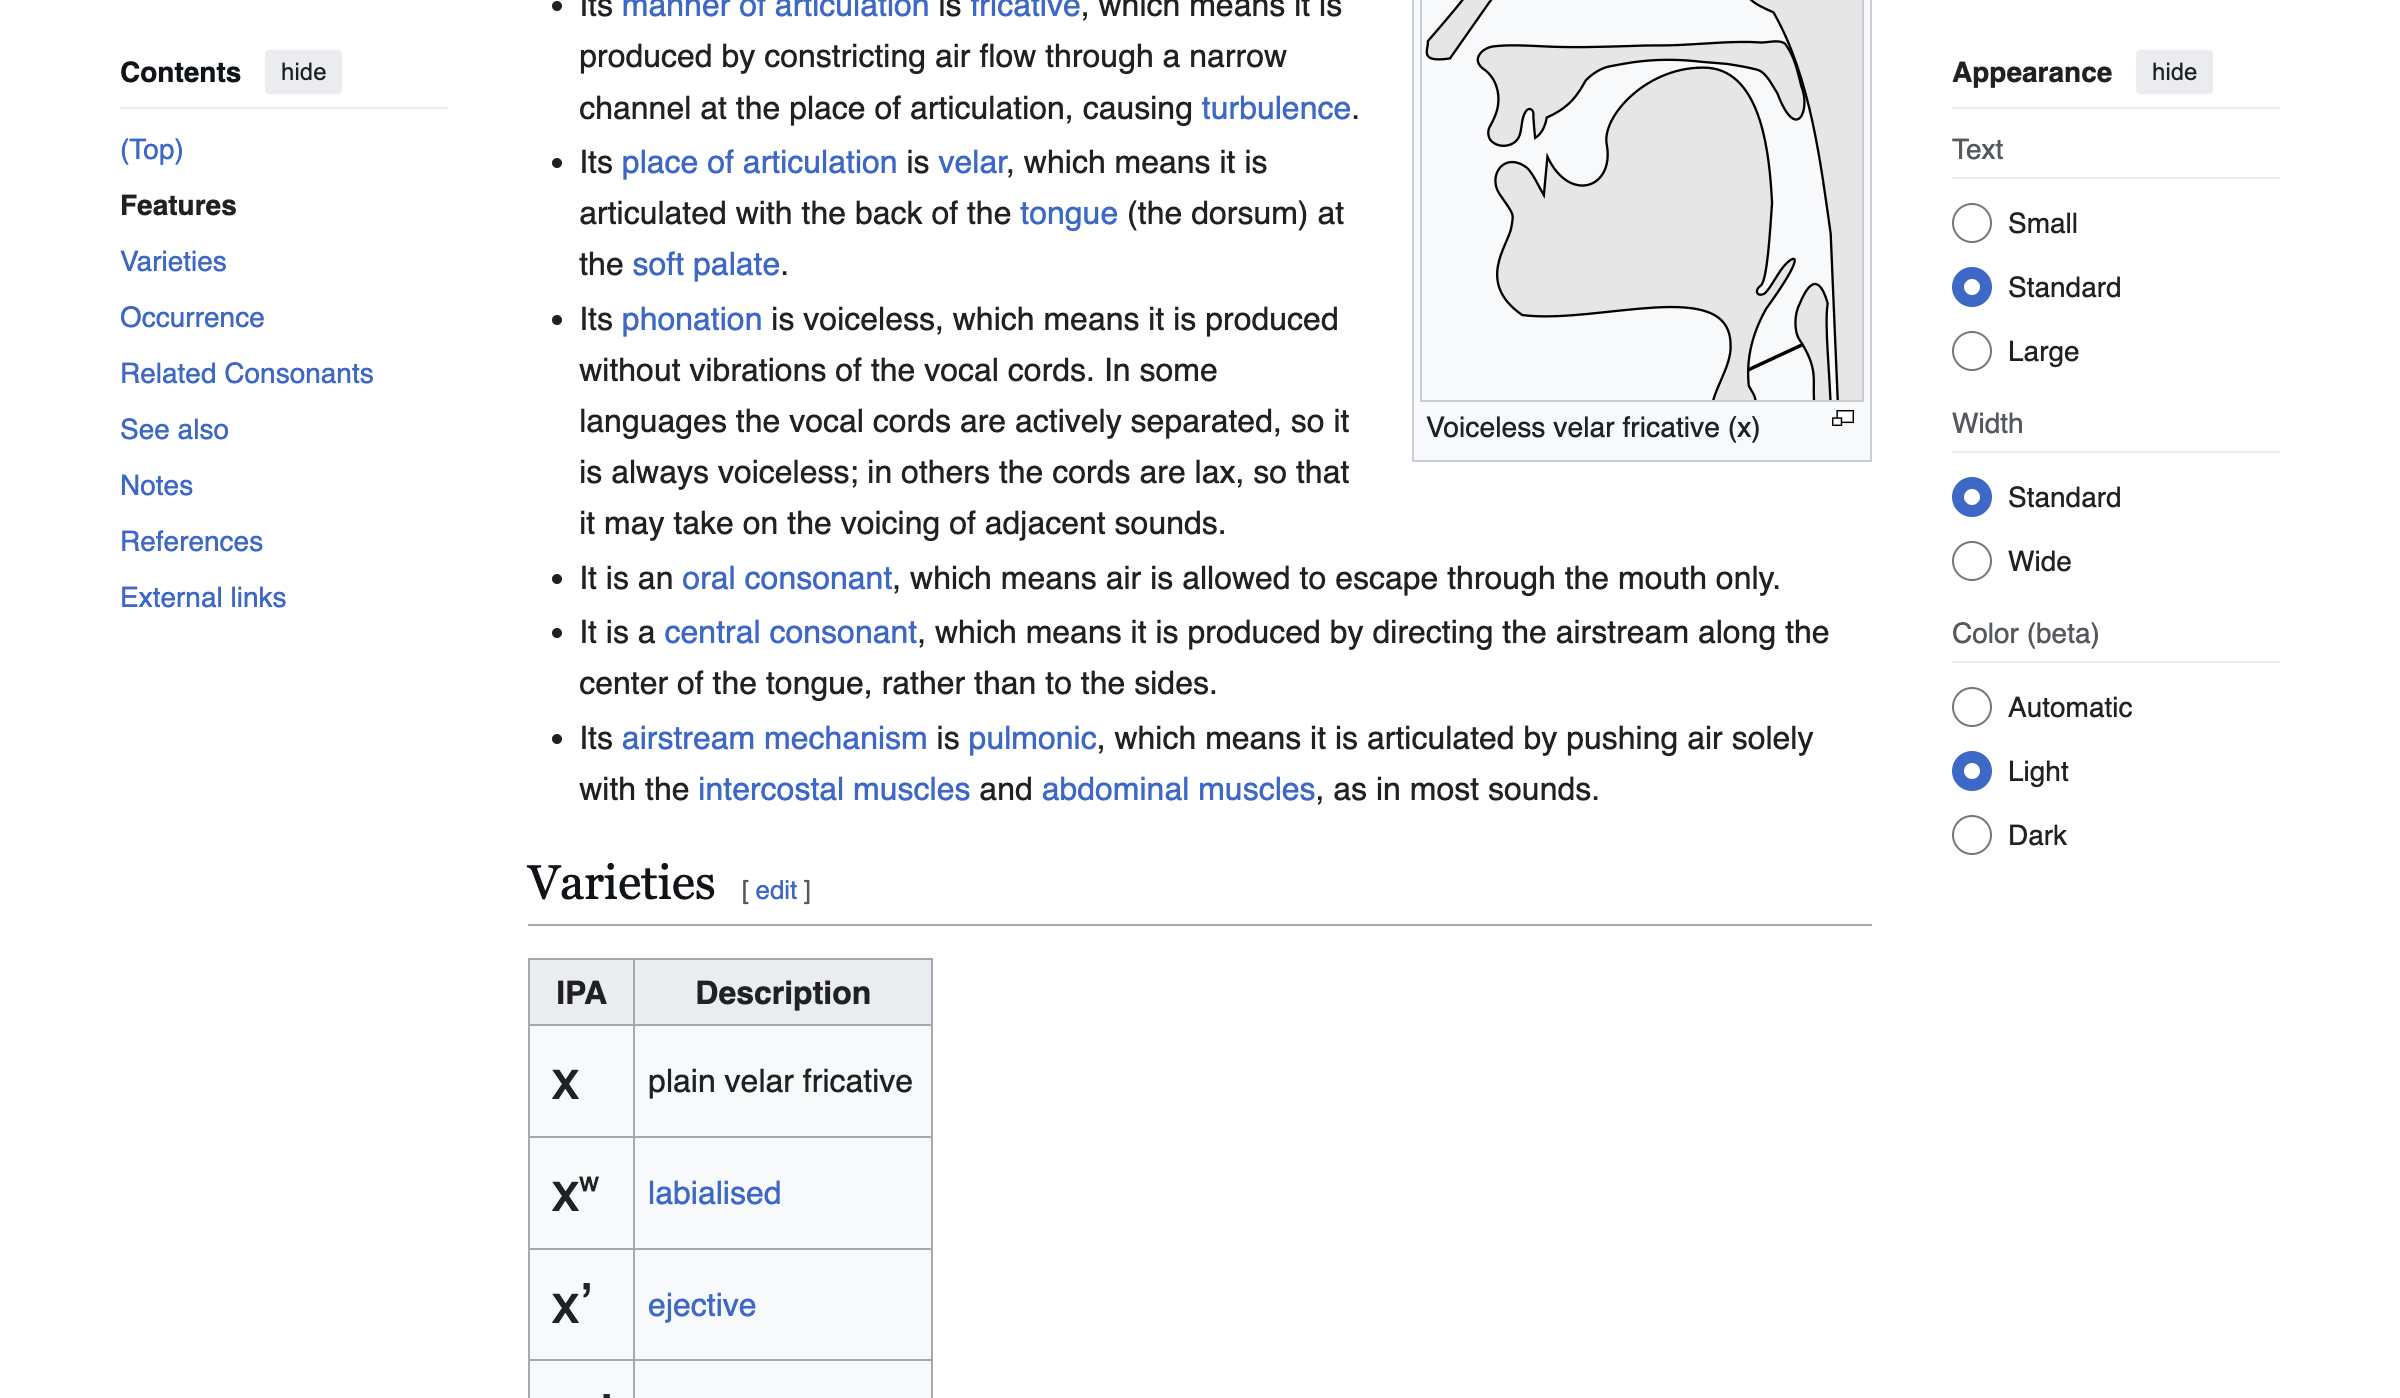 Contents hide
(Top)
Features
Varieties
Occurrence
Related Consonants
See also
Notes
References
External links
Its manner of articulation is fricative, which means it is
produced by constricting air flow through a narrow
channel at the place of articulation, causing turbulence.
Its place of articulation is velar, which means it is
articulated with the back of the tongue (the dorsum) at
the soft palate.
Its phonation is voiceless, which means it is produced
without vibrations of the vocal cords. In some
languages the vocal cords are actively separated, so it
is always voiceless; in others the cords are lax, so that
it may take on the voicing of adjacent sounds.
It is an oral consonant, which means air is allowed to escape through the mouth only.
It is a central consonant, which means it is produced by directing the airstream along the
center of the tongue, rather than to the sides.
Its airstream mechanism is pulmonic, which means it is articulated by pushing air solely
with the intercostal muscles and abdominal muscles, as in most sounds.
Voiceless velar fricative (x)
Varieties [ edit ]
IPA Description
x plain velar fricative
xʷ labialised
xʼ ejective
Appearance hide
Text
Small
Standard
Large
Width
Standard
Wide
Color (beta)
Automatic
Light
Dark